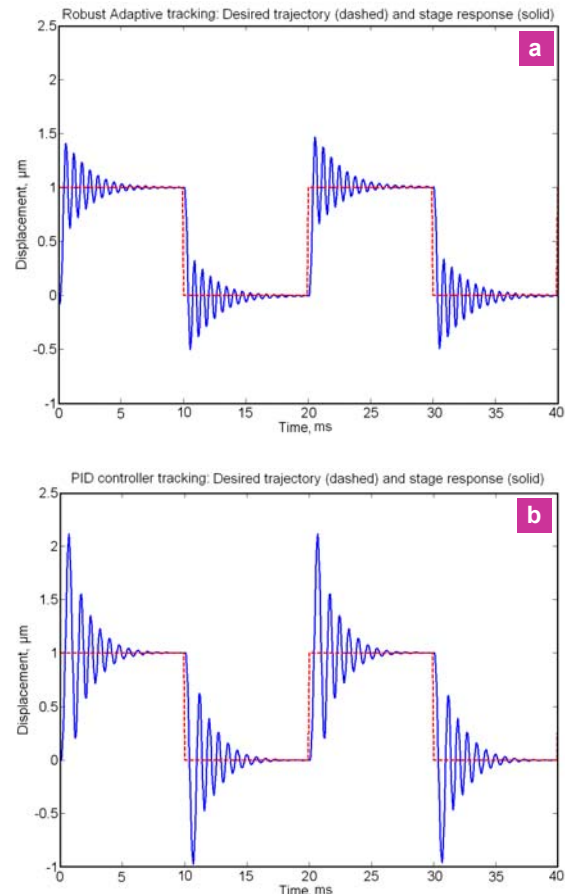 Robust Adaptive tracking: Desired trajectory (dashed) and stage response (solid)
a
2.5
2
1.5
1
0.5
0
-0.5
-1
Displacement, µm
0 5 10 15 20 25 30 35 40
Time, ms
PID controller tracking: Desired trajectory (dashed) and stage response (solid)
b
2.5
2
1.5
1
0.5
0
-0.5
-1
Displacement, µm
0 5 10 15 20 25 30 35 40
Time, ms